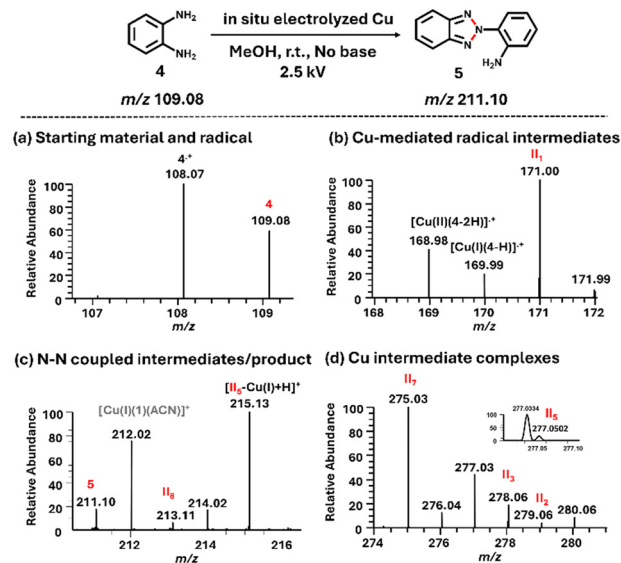 NH₂
NH₂
4
m/z 109.08
in situ electrolyzed Cu
MeOH, r.t., No base
2.5 kV
N
N
N
H₂N
5
m/z 211.10
(a) Starting material and radical
4·+
108.07
4
109.08
Relative Abundance
100
80
60
40
20
0
107
108
109
m/z
(b) Cu-mediated radical intermediates
II₁
171.00
[Cu(II)(4-2H)]·+
168.98
[Cu(I)(4-H)]·+
169.99
171.99
Relative Abundance
100
80
60
40
20
0
168
169
170
171
172
m/z
(c) N-N coupled intermediates/product
[II₅-Cu(I)+H]⁺
215.13
[Cu(I)(1)(ACN)]⁺
212.02
5
211.10
II₈
213.11
214.02
Relative Abundance
100
80
60
40
20
0
212
214
216
m/z
(d) Cu intermediate complexes
II₇
275.03
276.04
277.03
II₃
278.06
II₂
279.06
280.06
277.0334
II₅
277.0502
100
50
0
277.05
277.10
Relative Abundance
100
80
60
40
20
0
274
276
278
280
m/z